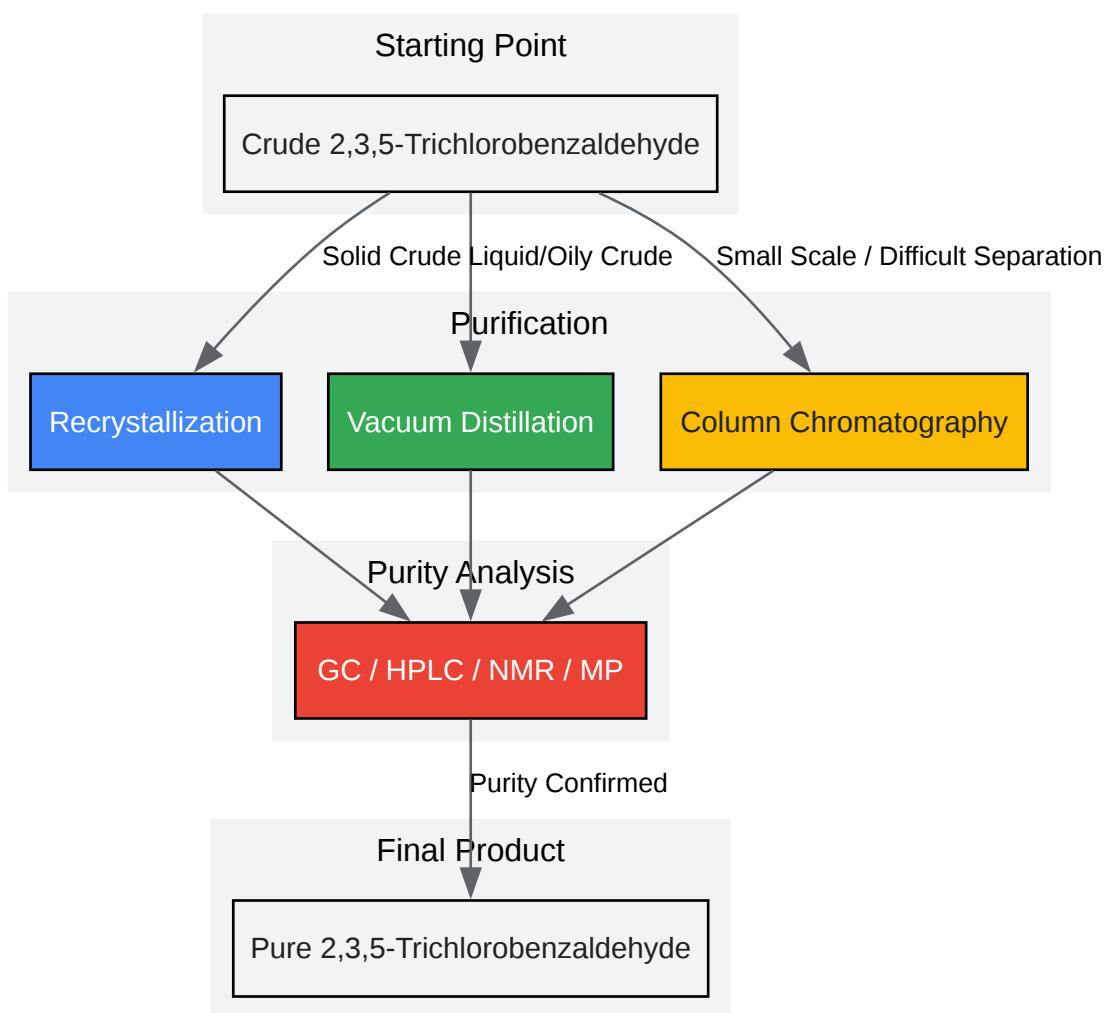 Starting Point
Crude 2,3,5-Trichlorobenzaldehyde
Solid Crude
Liquid/Oily Crude
Small Scale / Difficult Separation
Purification
Recrystallization
Vacuum Distillation
Column Chromatography
Purity Analysis
GC / HPLC / NMR / MP
Purity Confirmed
Final Product
Pure 2,3,5-Trichlorobenzaldehyde